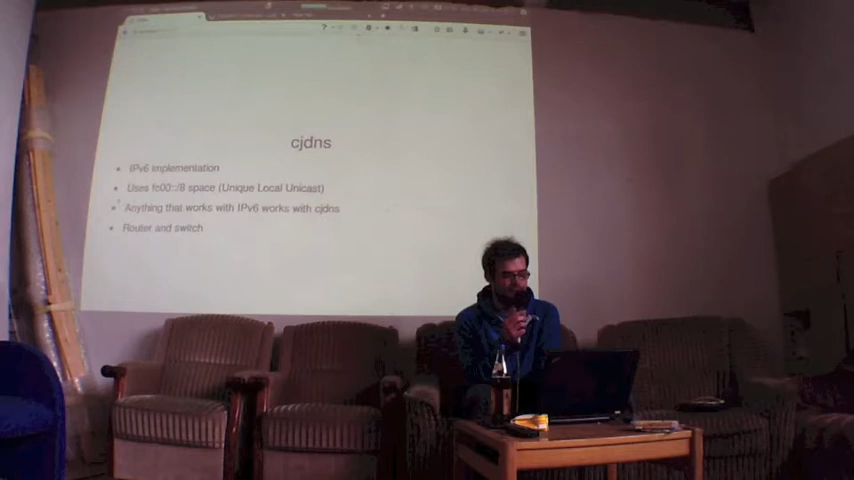 cjdns
IPv6 implementation
Uses fc00::/8 space (Unique Local Unicast)
Anything that works with IPv6 works with cjdns
Router and switch